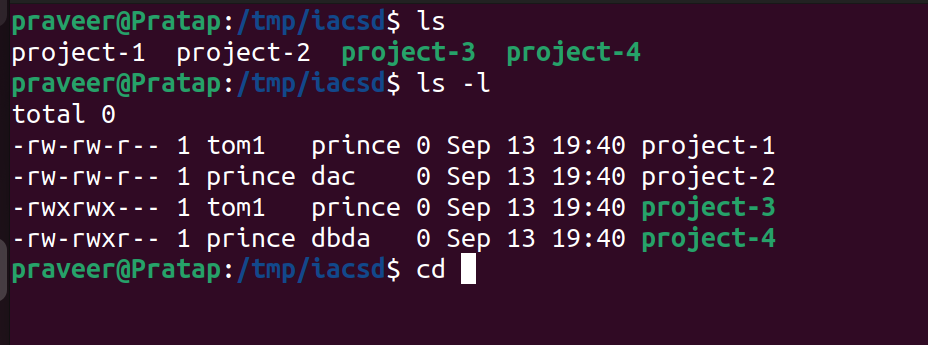 praveer@Pratap:/tmp/iacsd$ ls
project-1  project-2  project-3  project-4
praveer@Pratap:/tmp/iacsd$ ls -l
total 0
-rw-rw-r-- 1 tom1   prince 0 Sep 13 19:40 project-1
-rw-rw-r-- 1 prince dac    0 Sep 13 19:40 project-2
-rwxrwx--- 1 tom1   prince 0 Sep 13 19:40 project-3
-rw-rwxr-- 1 prince dbda   0 Sep 13 19:40 project-4
praveer@Pratap:/tmp/iacsd$ cd